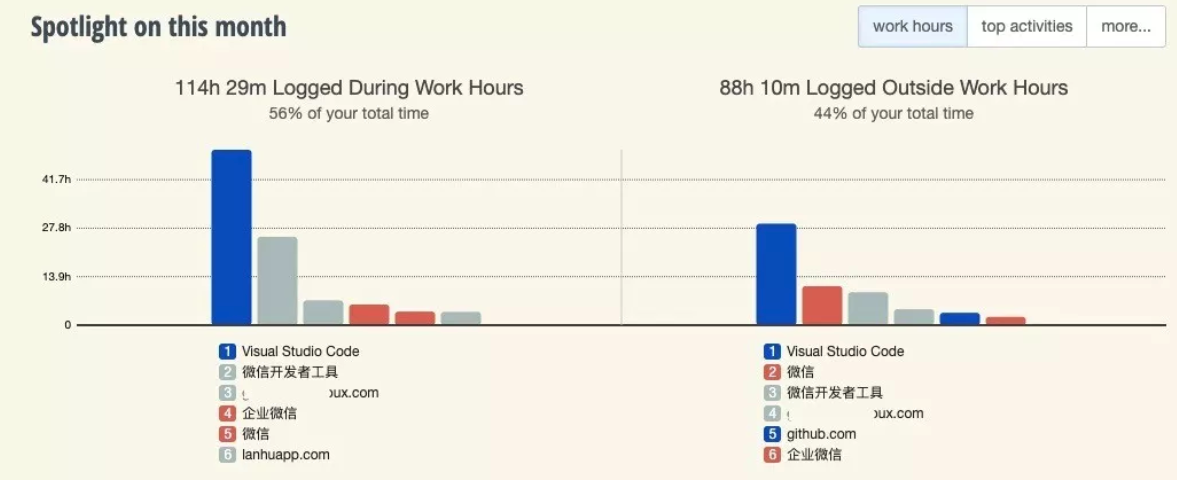 Spotlight on this month
work hours top activities more...
114h 29m Logged During Work Hours
56% of your total time
41.7h
27.8h
13.9h
0
1 Visual Studio Code
2 微信开发者工具
3 ux.com
4 企业微信
5 微信
6 lanhuapp.com
88h 10m Logged Outside Work Hours
44% of your total time
1 Visual Studio Code
2 微信
3 微信开发者工具
4 ux.com
5 github.com
6 企业微信